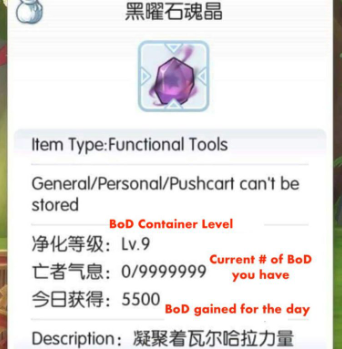 黑曜石魂晶
Item Type:Functional Tools
General/Personal/Pushcart can't be
stored
BoD Container Level
净化等级：Lv.9
亡者气息：0/9999999
Current # of BoD
you have
今日获得：5500
BoD gained for the day
Description：凝聚着瓦尔哈拉力量